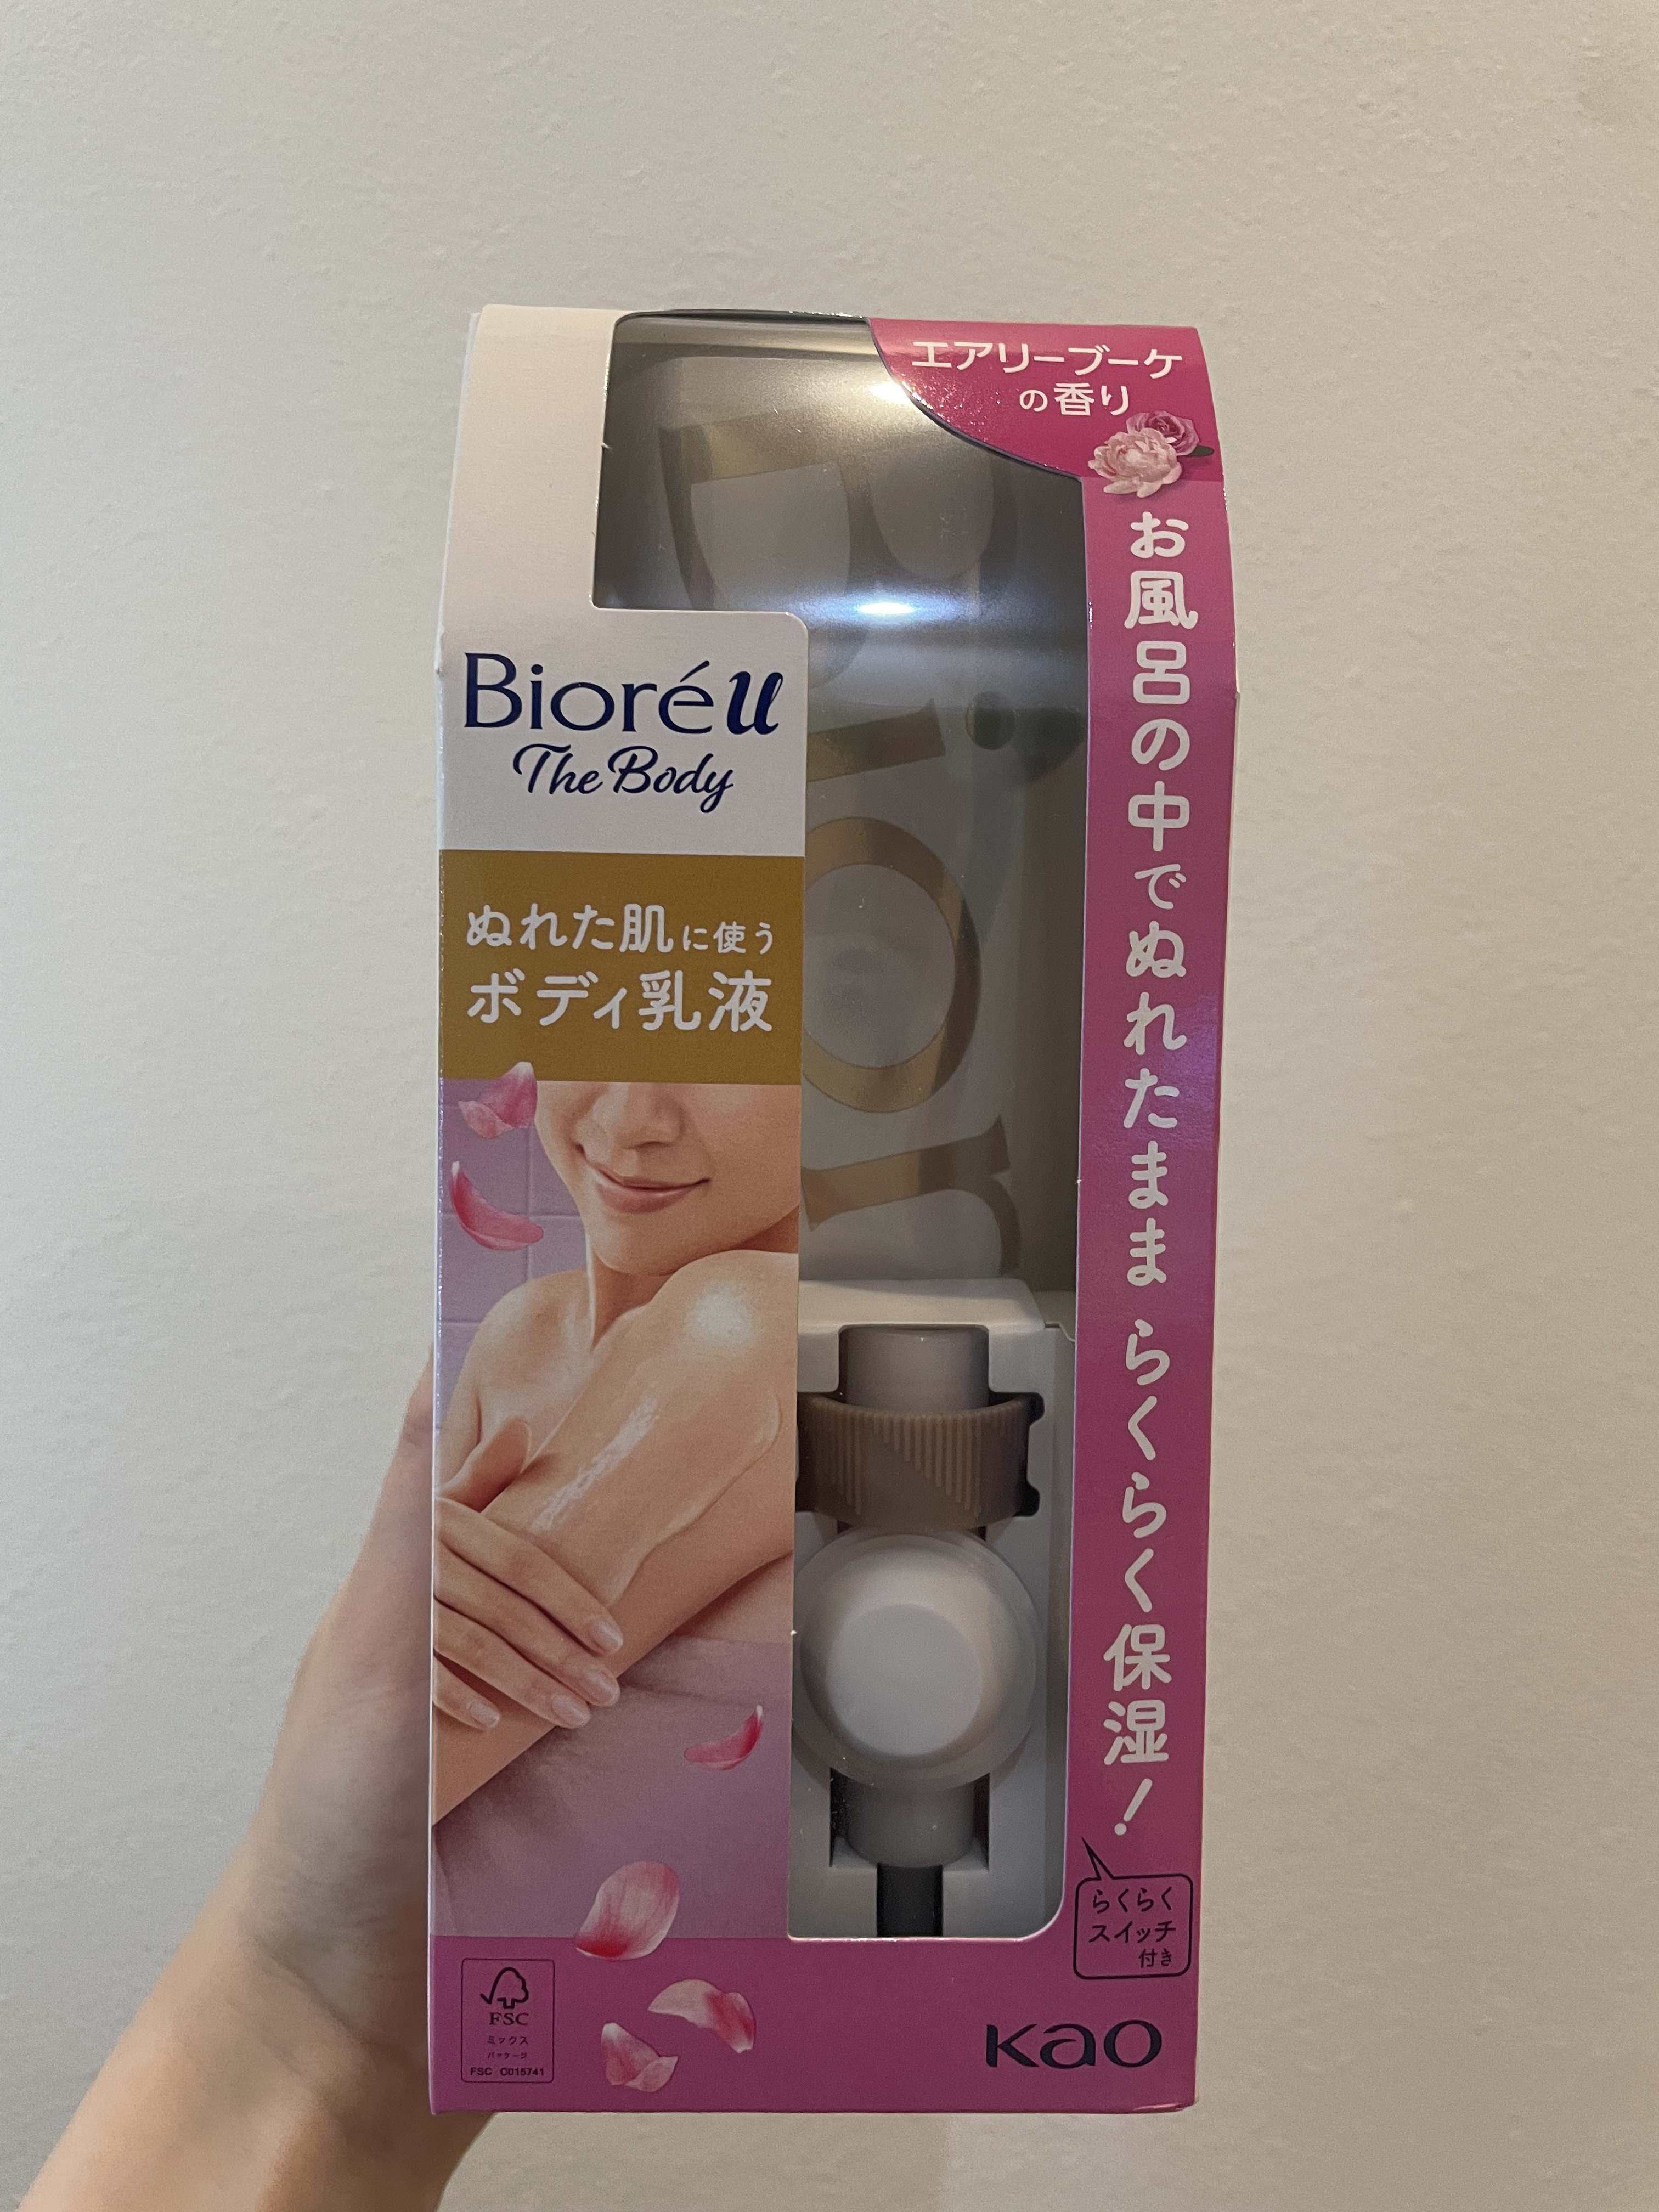 エアリーブーケ
の香り
Bioré u
The Body
ぬれた肌に使う
ボディ乳液
お風呂の中でぬれたまま らくらく保湿!
らくらく
スイッチ
付き
FSC
ミックス
パッケージ
FSC C015741
Kao